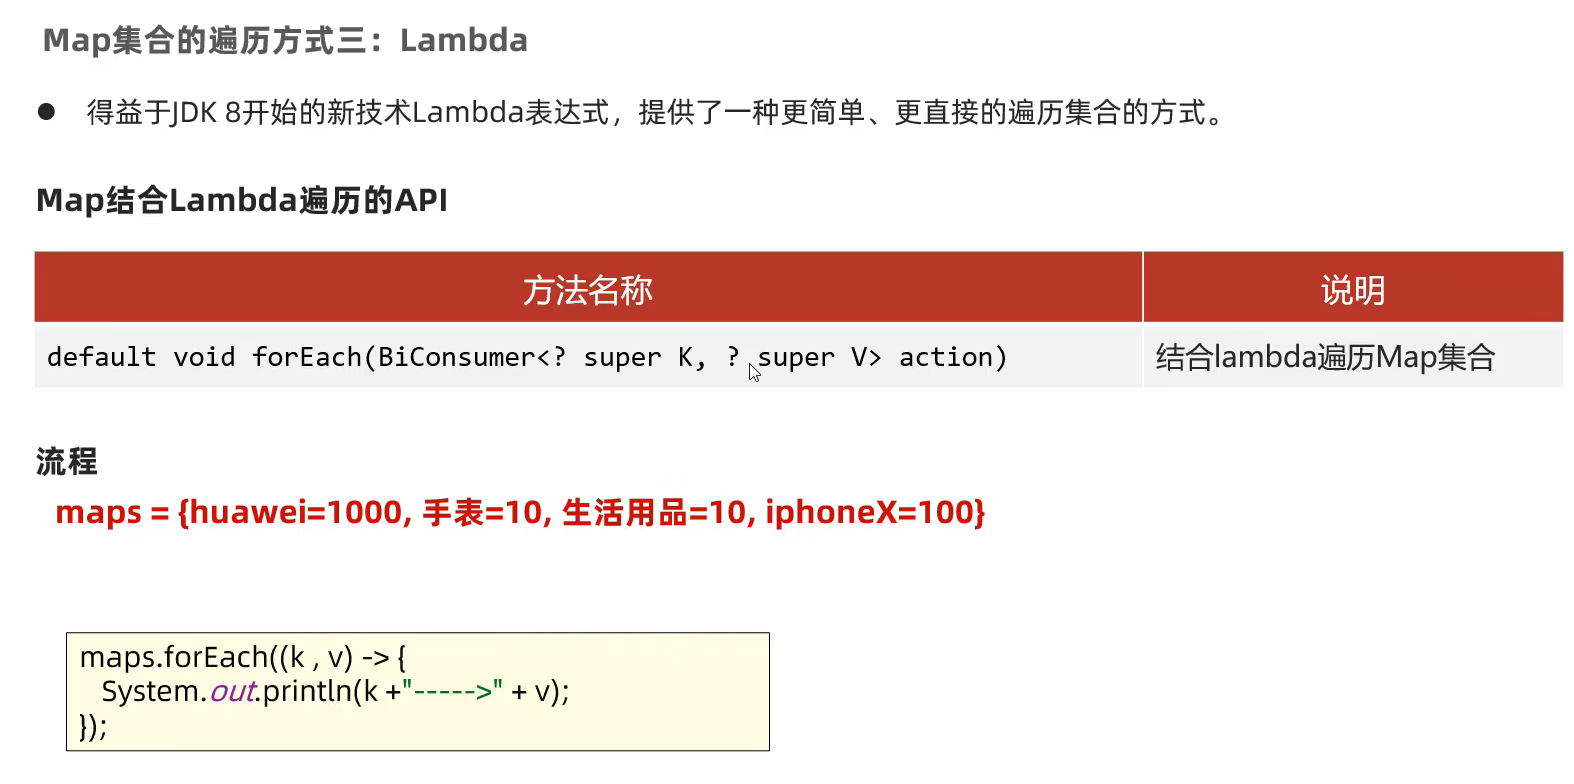 Map集合的遍历方式三：Lambda
● 得益于JDK 8开始的新技术Lambda表达式，提供了一种更简单、更直接的遍历集合的方式。
Map结合Lambda遍历的API
方法名称 说明
default void forEach(BiConsumer<? super K, ? super V> action) 结合lambda遍历Map集合
流程
maps = {huawei=1000, 手表=10, 生活用品=10, iphoneX=100}
maps.forEach((k , v) -> {
System.out.println(k +"----->" + v);
});